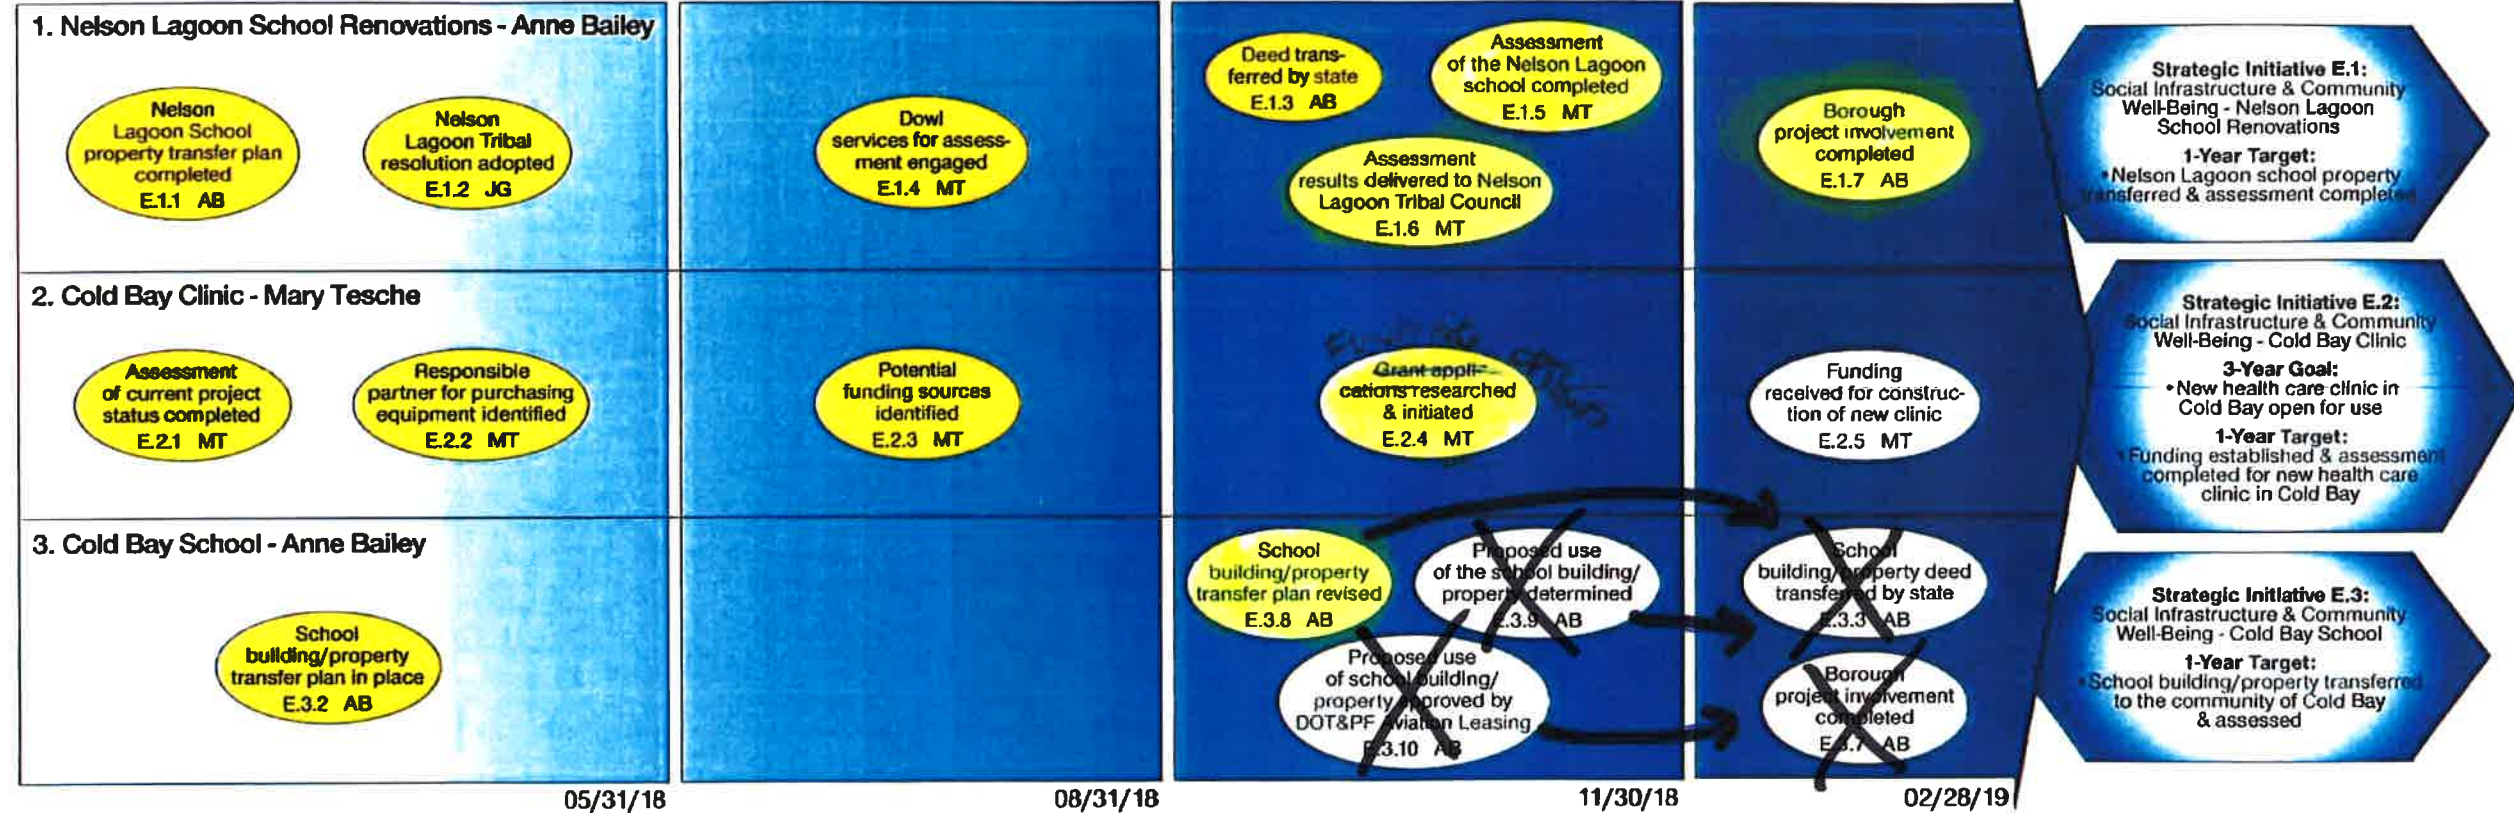 1. Nelson Lagoon School Renovations - Anne Bailey
Nelson
Lagoon School
property transfer plan
completed
E.1.1 AB
Nelson
Lagoon Tribal
resolution adopted
E.1.2 JG
Dowl
services for assess-
ment engaged
E.1.4 MT
Deed trans-
ferred by state
E.1.3 AB
Assessment
of the Nelson Lagoon
school completed
E.1.5 MT
Assessment
results delivered to Nelson
Lagoon Tribal Council
E.1.6 MT
Borough
project involvement
completed
E.1.7 AB
Strategic Initiative E.1:
Social Infrastructure & Community
Well-Being - Nelson Lagoon
School Renovations
1-Year Target:
• Nelson Lagoon school property
transferred & assessment completed
2. Cold Bay Clinic - Mary Tesche
Assessment
of current project
status completed
E.2.1 MT
Responsible
partner for purchasing
equipment identified
E.2.2 MT
Potential
funding sources
identified
E.2.3 MT
Grant appli-
cations researched
& initiated
E.2.4 MT
Funding
received for construc-
tion of new clinic
E.2.5 MT
Strategic Initiative E.2:
Social Infrastructure & Community
Well-Being - Cold Bay Clinic
3-Year Goal:
• New health care clinic in
Cold Bay open for use
1-Year Target:
• Funding established & assessment
completed for new health care
clinic in Cold Bay
3. Cold Bay School - Anne Bailey
School
building/property
transfer plan in place
E.3.2 AB
School
building/property
transfer plan revised
E.3.8 AB
Proposed use
of the school building/
property determined
E.3.9 AB
Proposed use
of school building/
property approved by
DOT&PF Aviation Leasing
E.3.10 AB
School
building/property deed
transferred by state
E.3.3 AB
Borough
project involvement
completed
E.3.7 AB
Strategic Initiative E.3:
Social Infrastructure & Community
Well-Being - Cold Bay School
1-Year Target:
• School building/property transferred
to the community of Cold Bay
& assessed
05/31/18
08/31/18
11/30/18
02/28/19